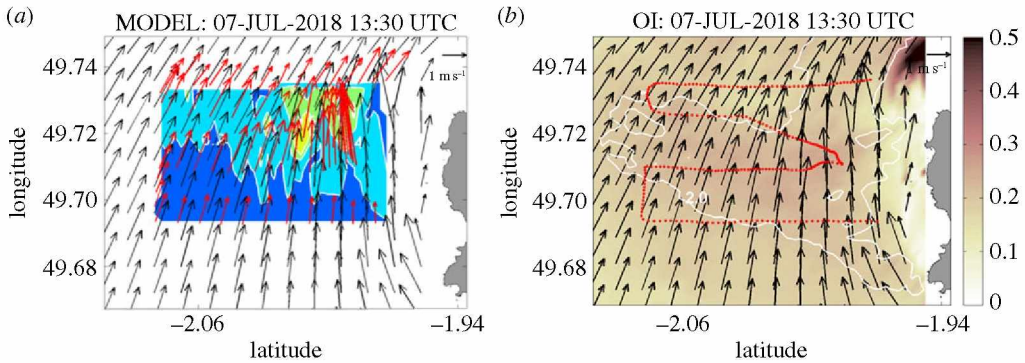 (a) MODEL: 07-JUL-2018 13:30 UTC
49.74
49.72
49.70
49.68
longitude
1 m s–1
–2.06
–1.94
latitude
(b) OI: 07-JUL-2018 13:30 UTC
49.74
49.72
49.70
49.68
longitude
1 m s–1
2.0
–2.06
–1.94
latitude
0.5
0.4
0.3
0.2
0.1
0